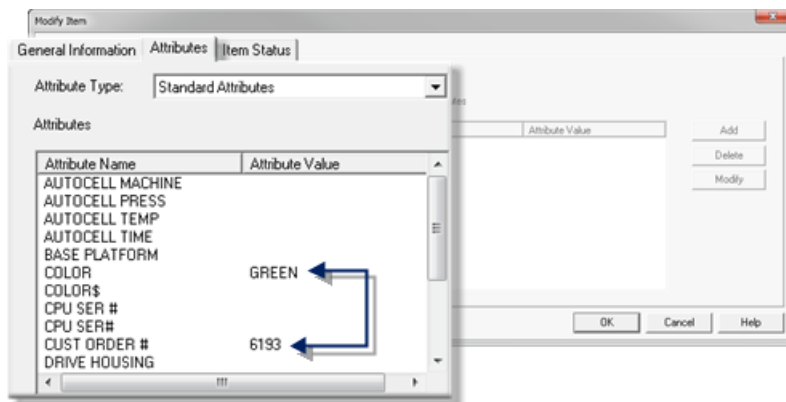 Modify Item
General Information Attributes Item Status
Attribute Type: Standard Attributes
Attributes
Attribute Name Attribute Value
AUTOCELL MACHINE
AUTOCELL PRESS
AUTOCELL TEMP
AUTOCELL TIME
BASE PLATFORM
COLOR GREEN
COLOR$
CPU SER #
CPU SER#
CUST ORDER # 6193
DRIVE HOUSING
Attribute Value
Add
Delete
Modify
OK Cancel Help